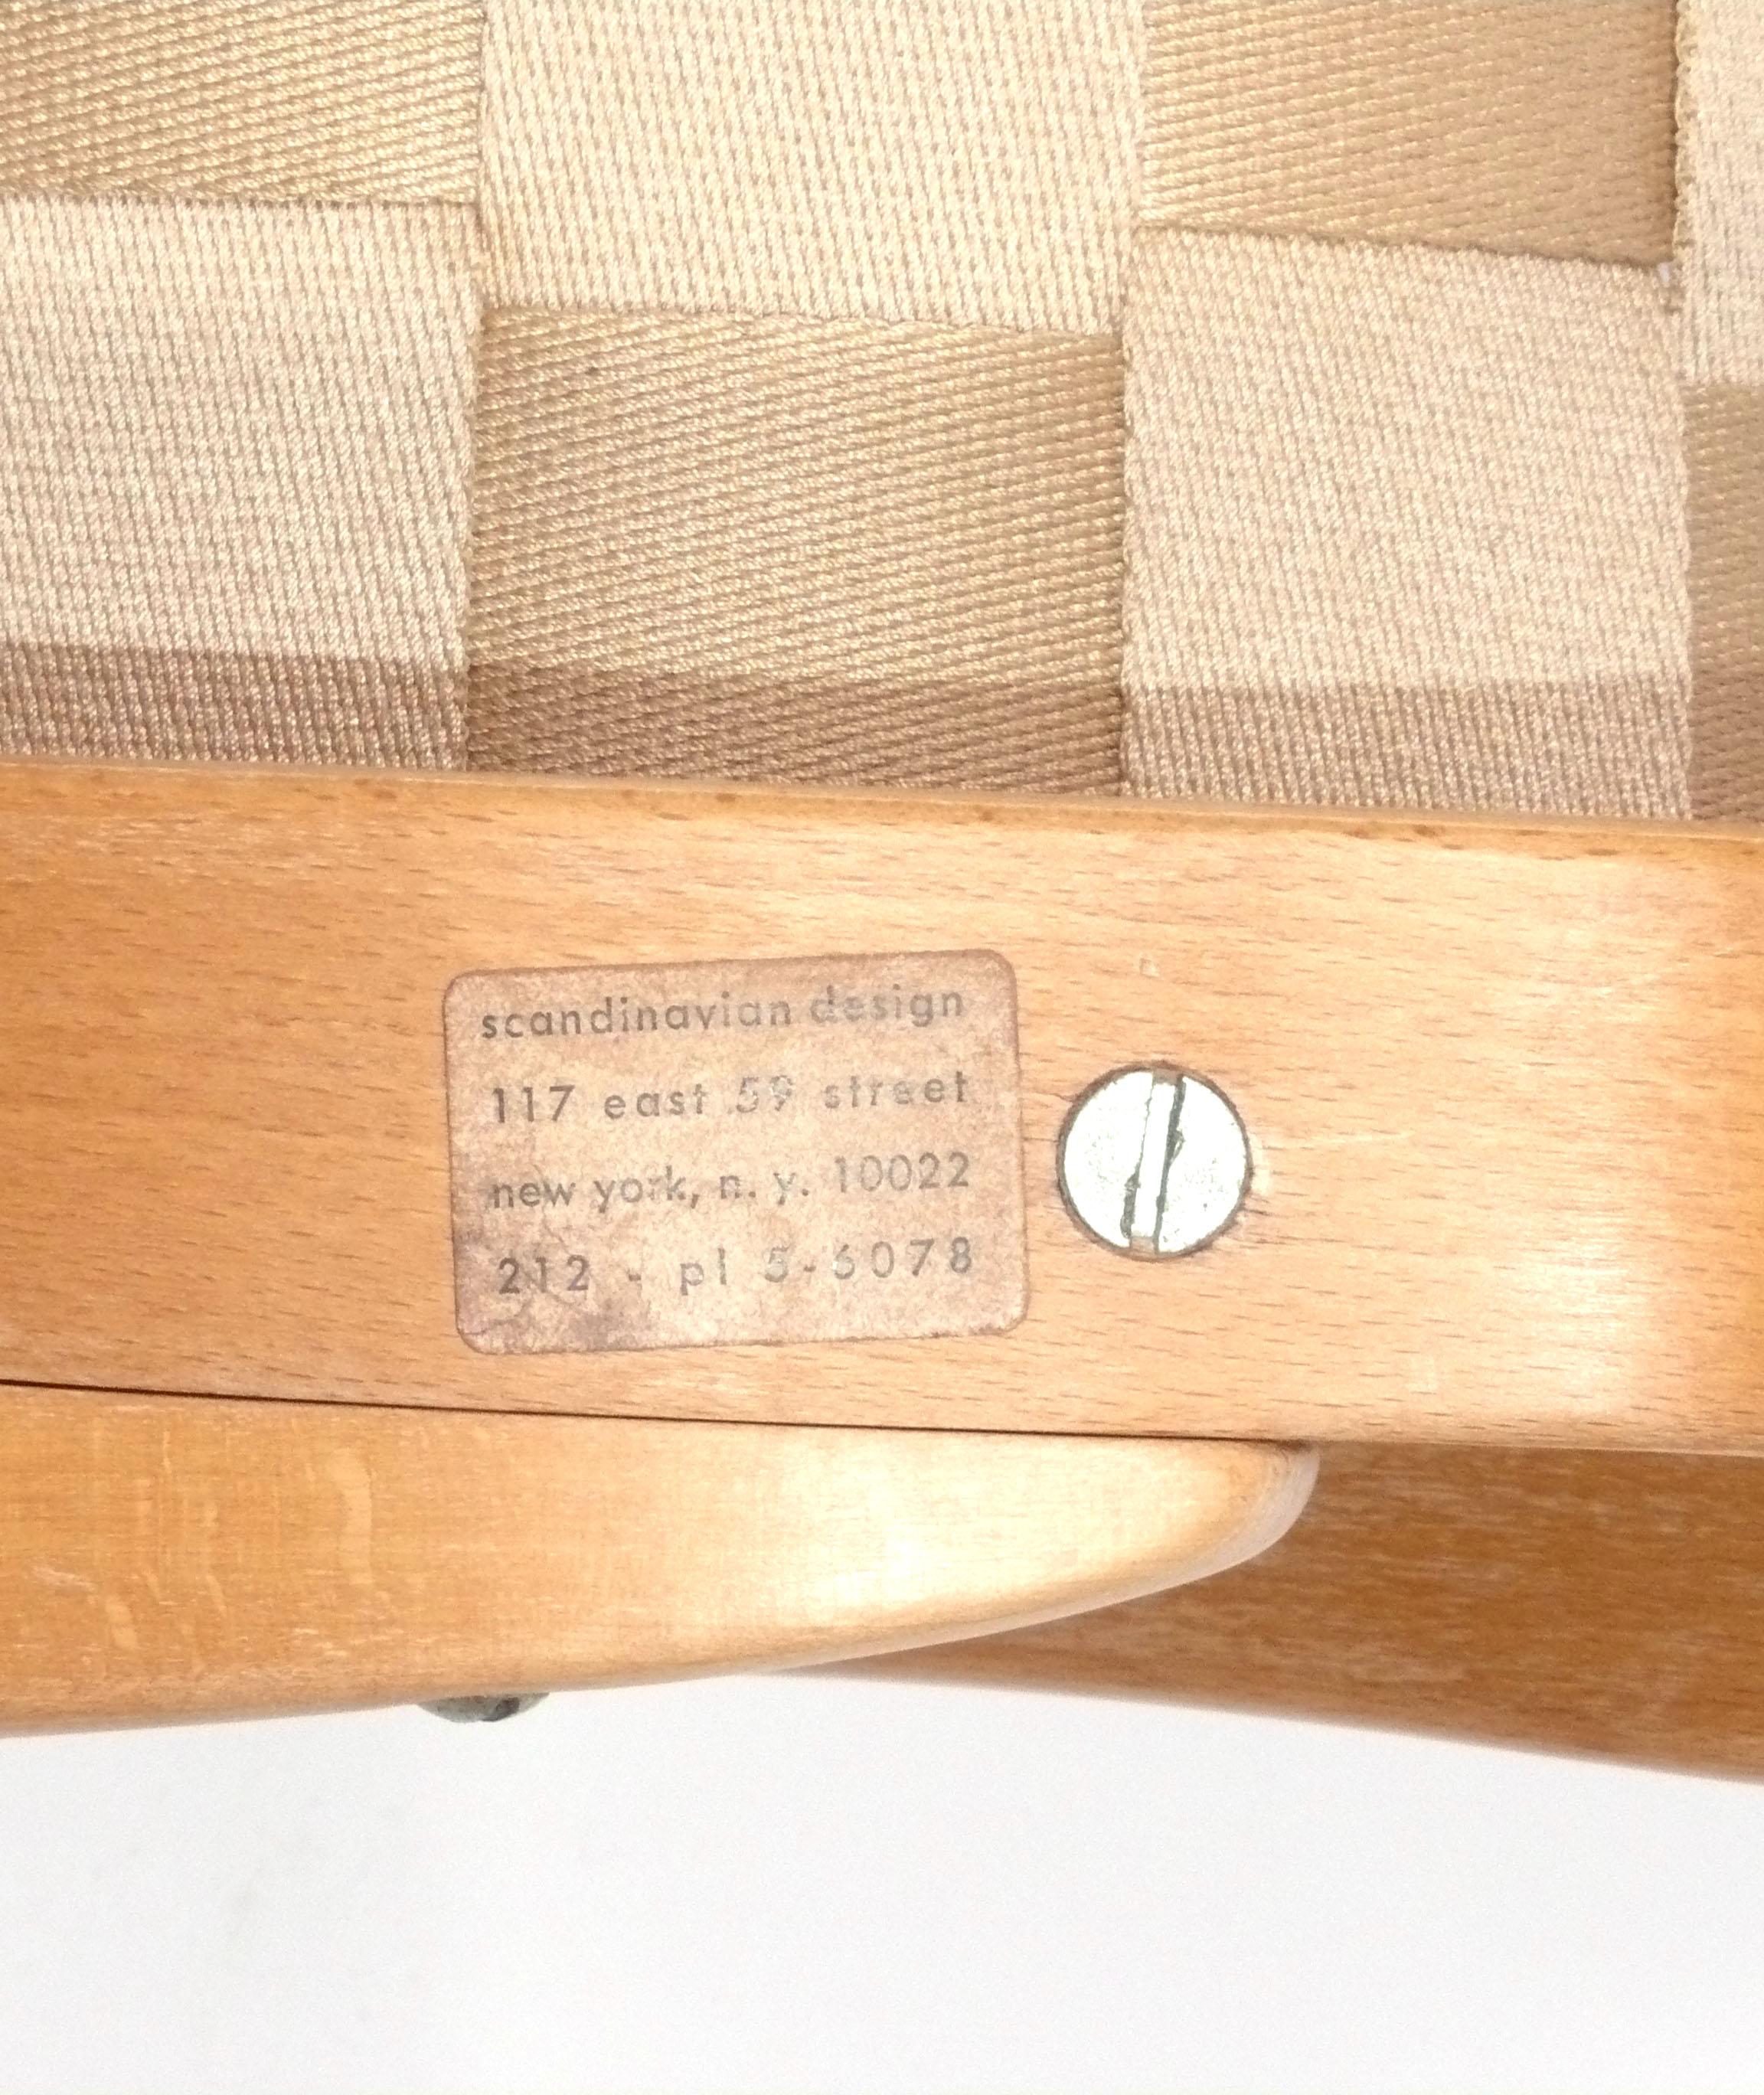 scandinavian design
117 east 59 street
new york, n. y. 10022
212 - pl 5-6078